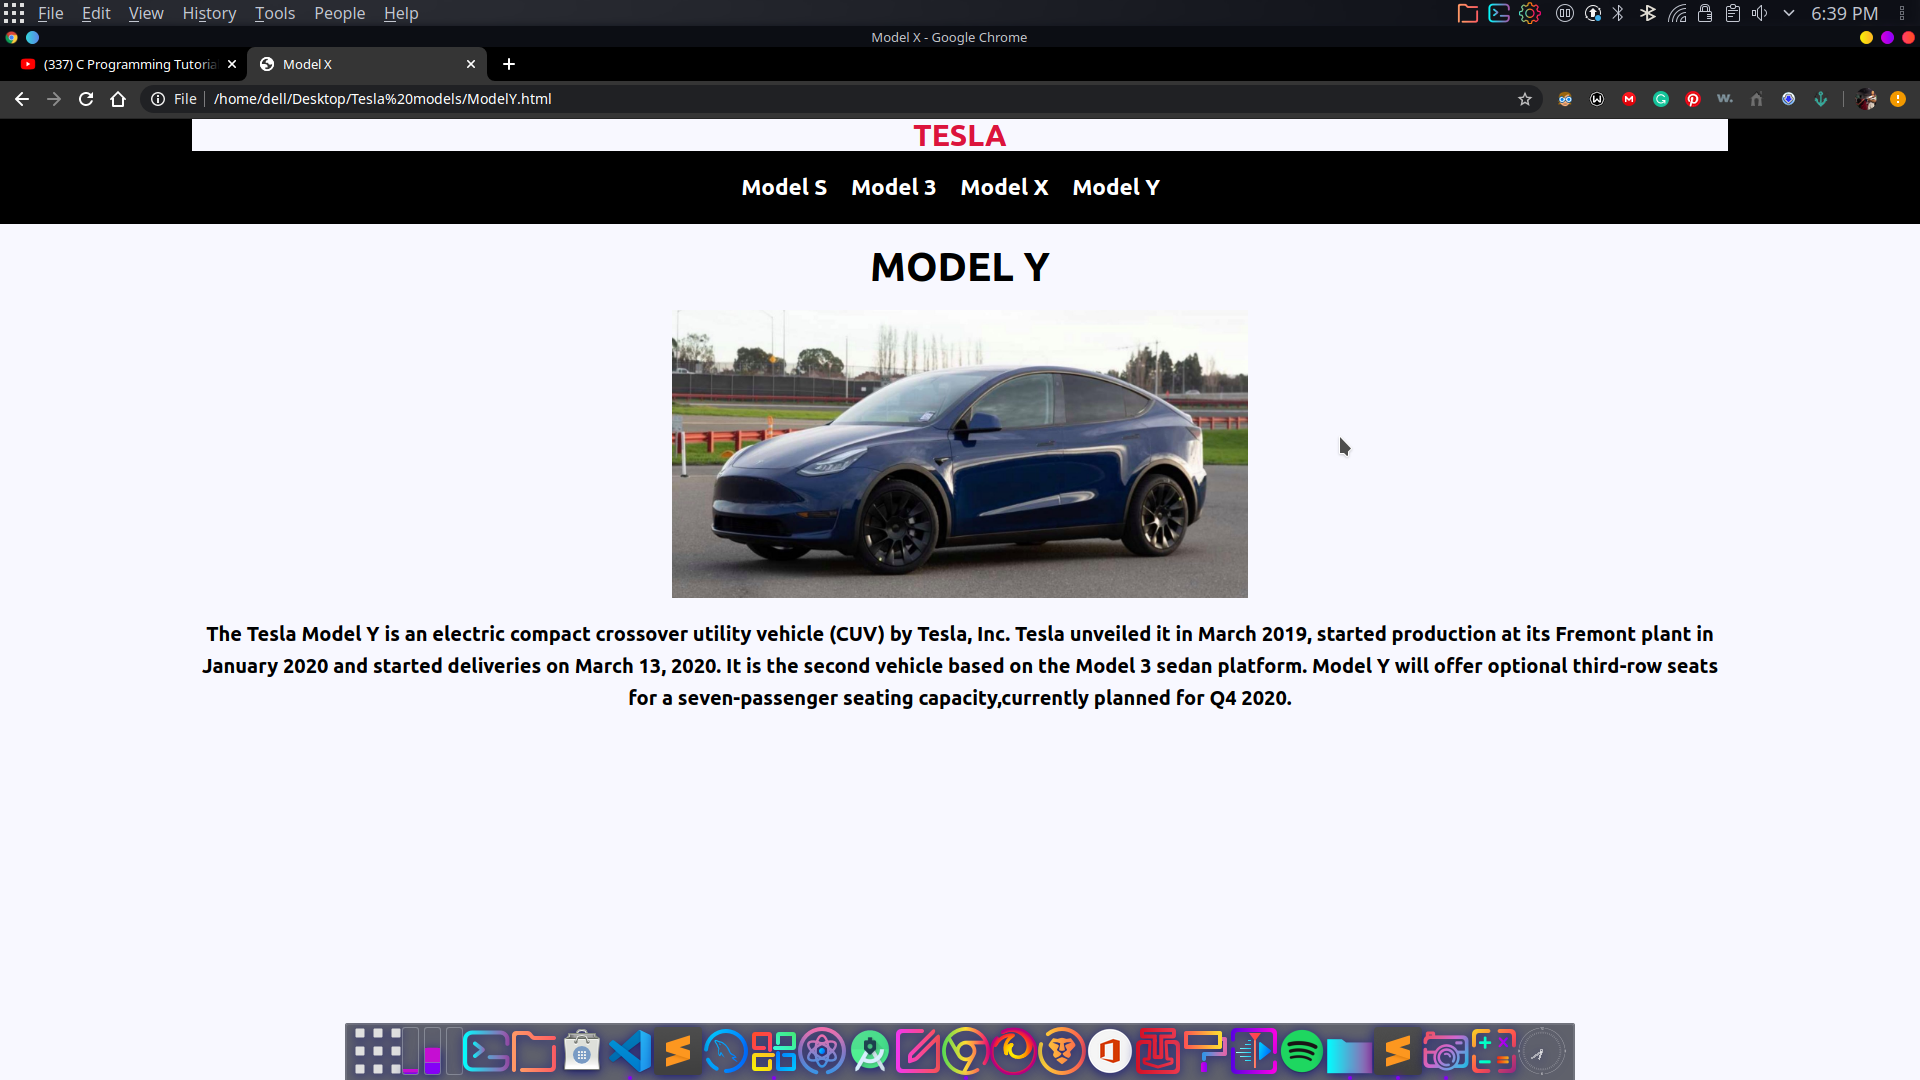 File Edit View History Tools People Help
6:39 PM
Model X - Google Chrome
(337) C Programming Tutoria
Model X
File /home/dell/Desktop/Tesla%20models/ModelY.html
TESLA
Model S Model 3 Model X Model Y
MODEL Y
The Tesla Model Y is an electric compact crossover utility vehicle (CUV) by Tesla, Inc. Tesla unveiled it in March 2019, started production at its Fremont plant in
January 2020 and started deliveries on March 13, 2020. It is the second vehicle based on the Model 3 sedan platform. Model Y will offer optional third-row seats
for a seven-passenger seating capacity,currently planned for Q4 2020.